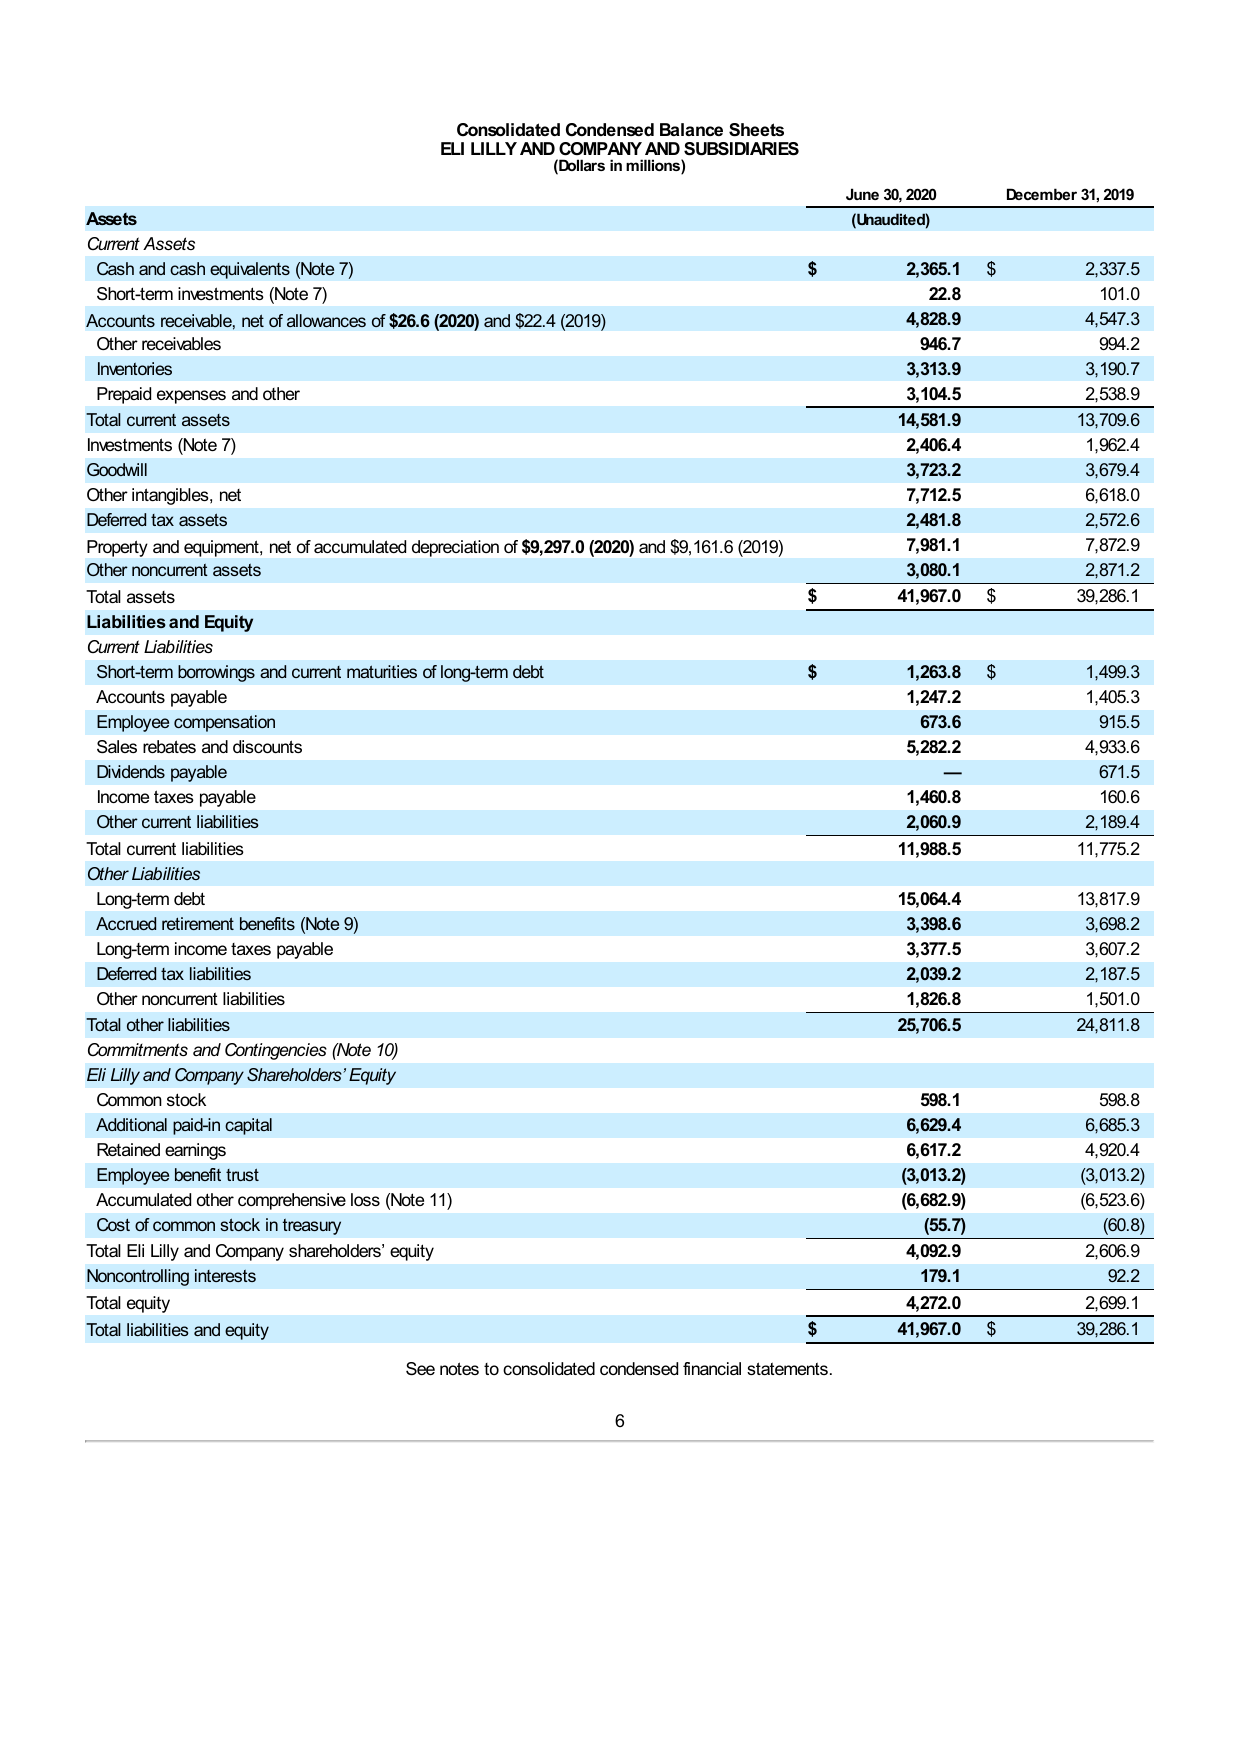 Consolidated Condensed Balance Sheets
ELI LILLY AND COMPANY AND SUBSIDIARIES
(Dollars in millions)
June 30, 2020 December 31, 2019
Assets (Unaudited)
Current Assets
Cash and cash equivalents (Note 7) $ 2,365.1 $ 2,337.5
Short-term investments (Note 7) 22.8 101.0
Accounts receivable, net of allowances of $26.6 (2020) and $22.4 (2019) 4,828.9 4,547.3
Other receivables 946.7 994.2
Inventories 3,313.9 3,190.7
Prepaid expenses and other 3,104.5 2,538.9
Total current assets 14,581.9 13,709.6
Investments (Note 7) 2,406.4 1,962.4
Goodwill 3,723.2 3,679.4
Other intangibles, net 7,712.5 6,618.0
Deferred tax assets 2,481.8 2,572.6
Property and equipment, net of accumulated depreciation of $9,297.0 (2020) and $9,161.6 (2019) 7,981.1 7,872.9
Other noncurrent assets 3,080.1 2,871.2
Total assets $ 41,967.0 $ 39,286.1
Liabilities and Equity
Current Liabilities
Short-term borrowings and current maturities of long-term debt $ 1,263.8 $ 1,499.3
Accounts payable 1,247.2 1,405.3
Employee compensation 673.6 915.5
Sales rebates and discounts 5,282.2 4,933.6
Dividends payable — 671.5
Income taxes payable 1,460.8 160.6
Other current liabilities 2,060.9 2,189.4
Total current liabilities 11,988.5 11,775.2
Other Liabilities
Long-term debt 15,064.4 13,817.9
Accrued retirement benefits (Note 9) 3,398.6 3,698.2
Long-term income taxes payable 3,377.5 3,607.2
Deferred tax liabilities 2,039.2 2,187.5
Other noncurrent liabilities 1,826.8 1,501.0
Total other liabilities 25,706.5 24,811.8
Commitments and Contingencies (Note 10)
Eli Lilly and Company Shareholders’ Equity
Common stock 598.1 598.8
Additional paid-in capital 6,629.4 6,685.3
Retained earnings 6,617.2 4,920.4
Employee benefit trust (3,013.2) (3,013.2)
Accumulated other comprehensive loss (Note 11) (6,682.9) (6,523.6)
Cost of common stock in treasury (55.7) (60.8)
Total Eli Lilly and Company shareholders’ equity 4,092.9 2,606.9
Noncontrolling interests 179.1 92.2
Total equity 4,272.0 2,699.1
Total liabilities and equity $ 41,967.0 $ 39,286.1
See notes to consolidated condensed financial statements.
6